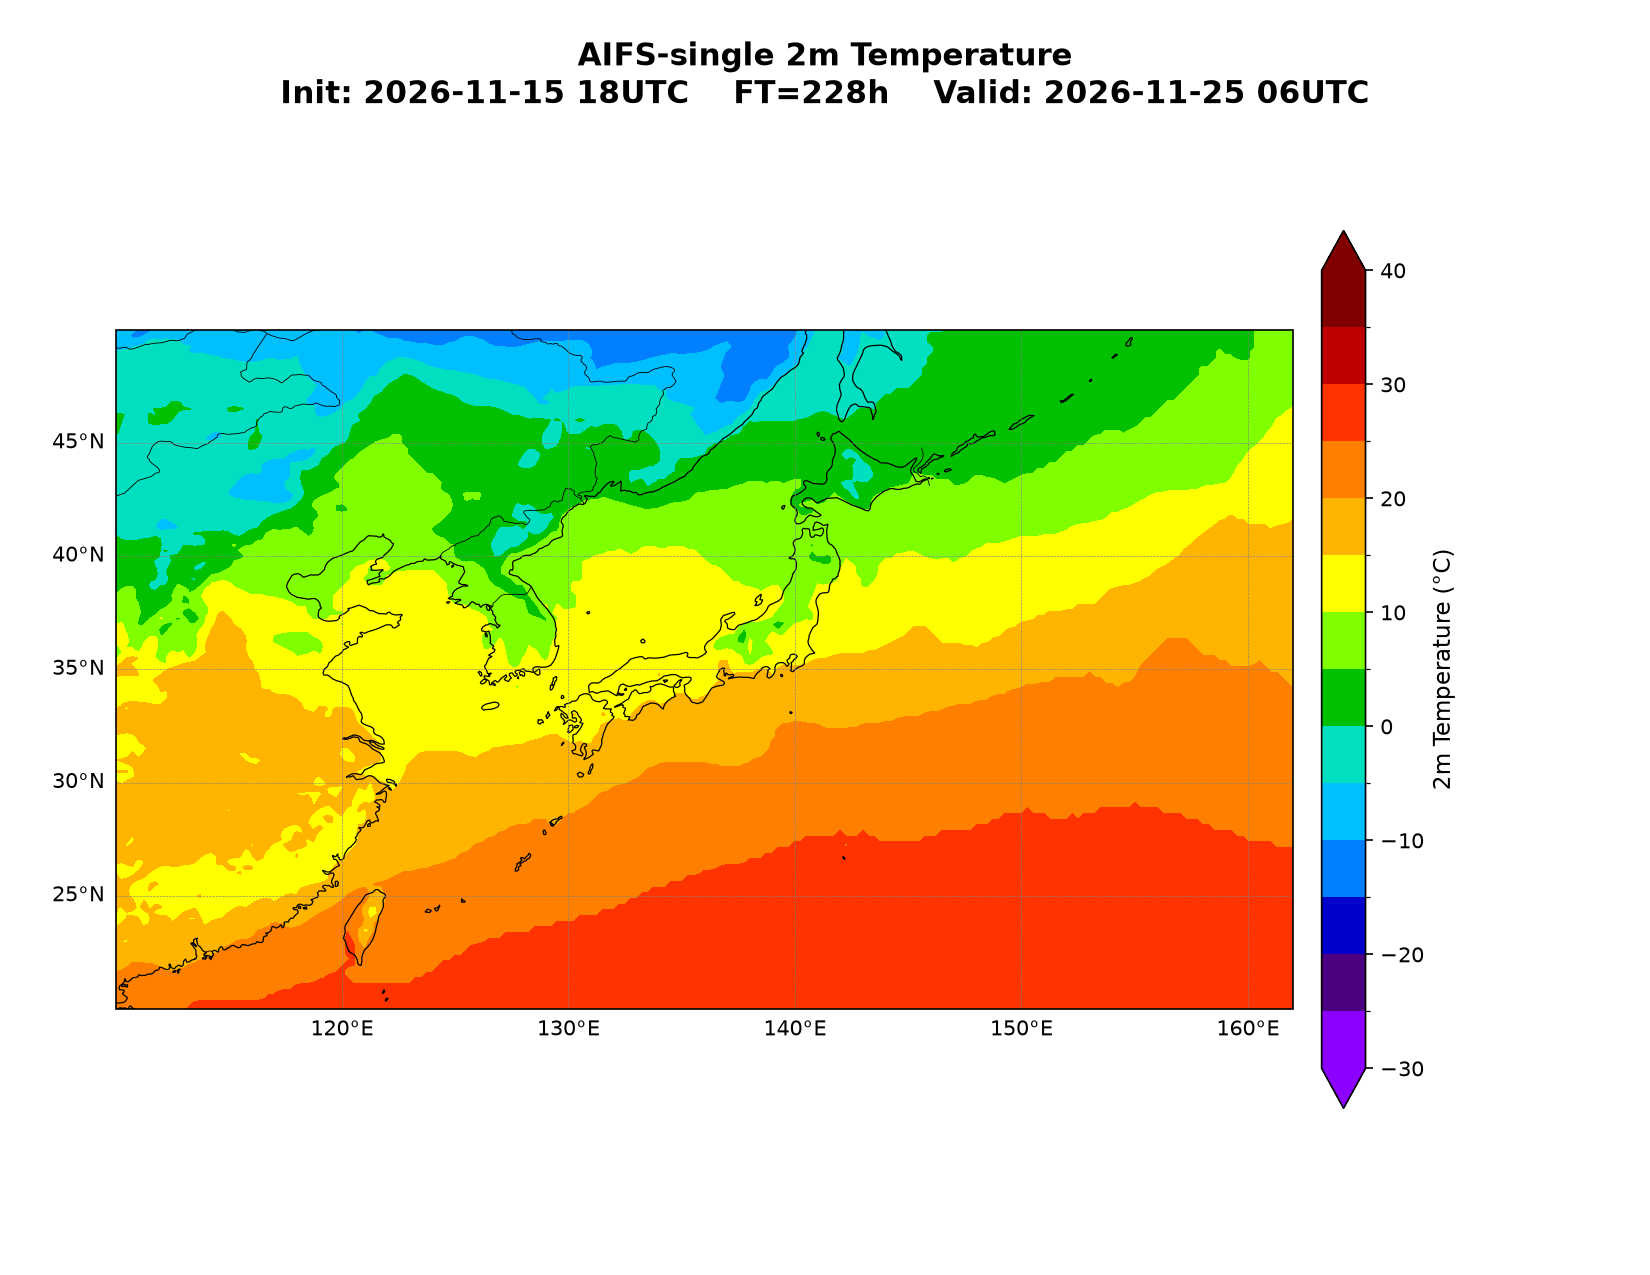 AIFS-single 2m Temperature
Init: 2026-11-15 18UTC    FT=228h    Valid: 2026-11-25 06UTC
45°N
40°N
35°N
30°N
25°N
120°E
130°E
140°E
150°E
160°E
40
30
20
10
0
−10
−20
−30
2m Temperature (°C)